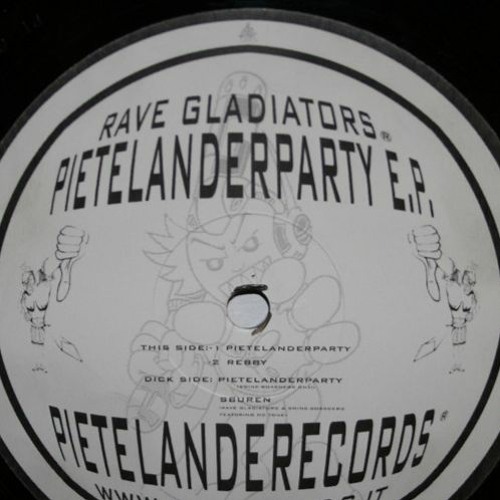 RAVE GLADIATORS®
PIETELANDERPARTY E.P.
THIS SIDE:-1 PIETELANDERPARTY
-2 REBBY
DICK SIDE: PIETELANDERPARTY
SBUREN
PIETELANDERECORDS®